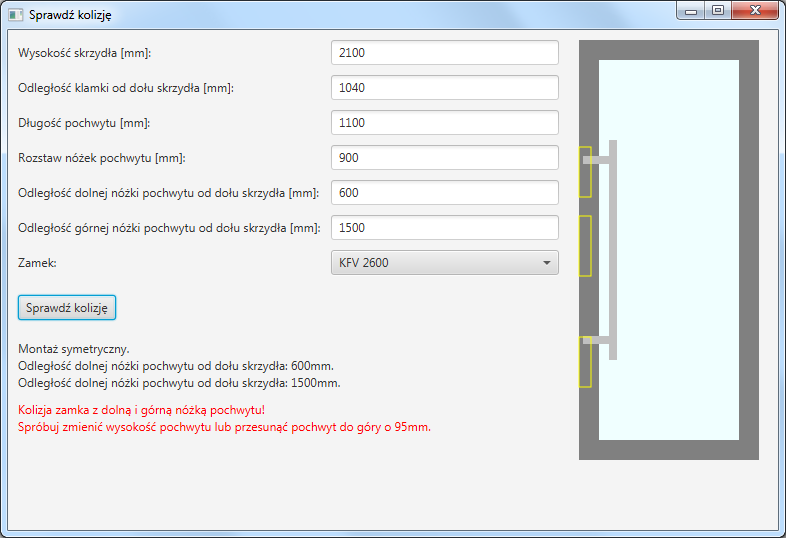 Sprawdź kolizję
Wysokość skrzydła [mm]: 2100
Odległość klamki od dołu skrzydła [mm]: 1040
Długość pochwytu [mm]: 1100
Rozstaw nóżek pochwytu [mm]: 900
Odległość dolnej nóżki pochwytu od dołu skrzydła [mm]: 600
Odległość górnej nóżki pochwytu od dołu skrzydła [mm]: 1500
Zamek: KFV 2600
Sprawdź kolizję
Montaż symetryczny.
Odległość dolnej nóżki pochwytu od dołu skrzydła: 600mm.
Odległość dolnej nóżki pochwytu od dołu skrzydła: 1500mm.
Kolizja zamka z dolną i górną nóżką pochwytu!
Spróbuj zmienić wysokość pochwytu lub przesunąć pochwyt do góry o 95mm.